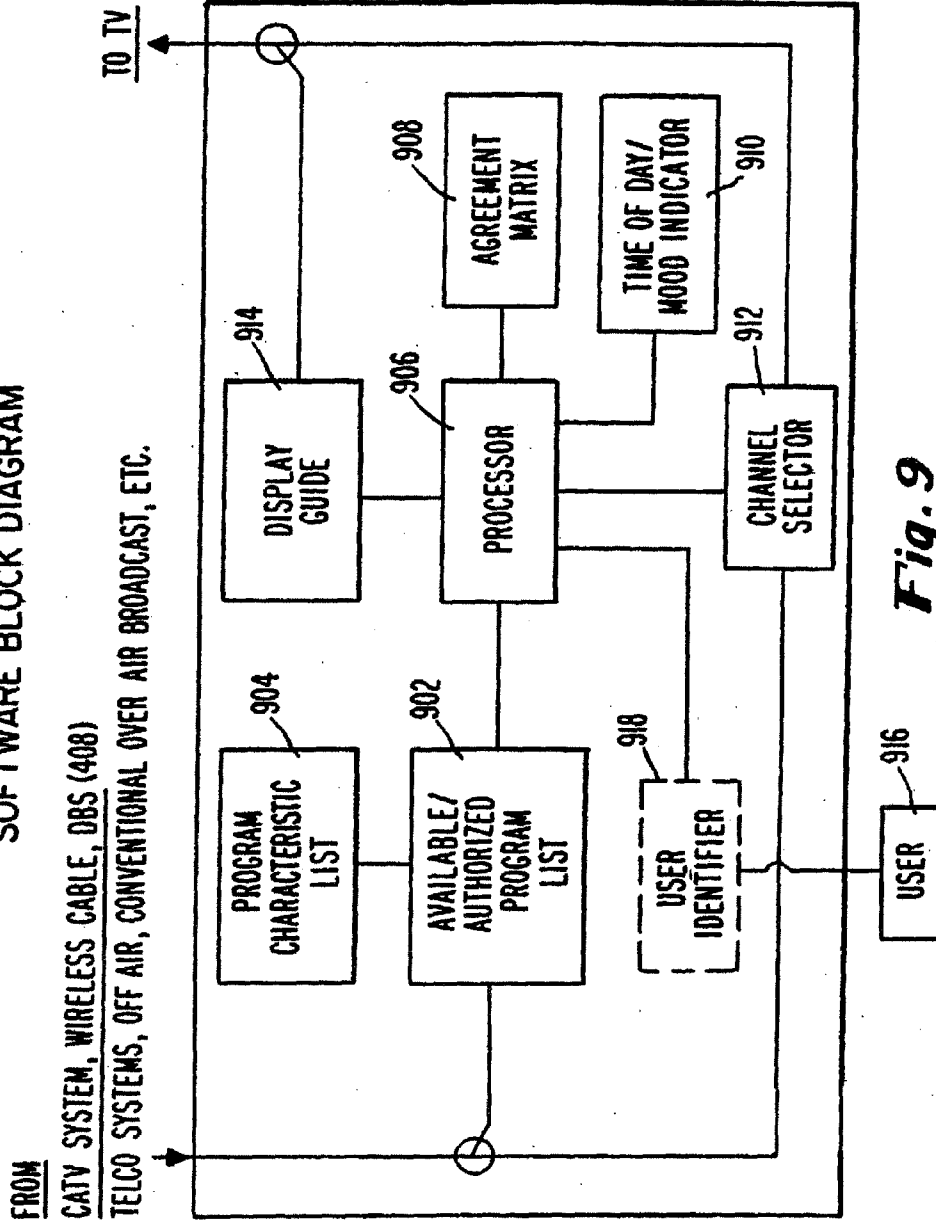 SOFTWARE BLOCK DIAGRAM
FROM
CATV SYSTEM, WIRELESS CABLE, DBS (408)
TELCO SYSTEMS, OFF AIR, CONVENTIONAL OVER AIR BROADCAST, ETC.
TO TV
PROGRAM
CHARACTERISTIC
LIST
904
DISPLAY
GUIDE
914
AVAILABLE/
AUTHORIZED
PROGRAM
LIST
902
PROCESSOR
906
AGREEMENT
MATRIX
908
USER
IDENTIFIER
918
TIME OF DAY/
MOOD INDICATOR
910
CHANNEL
SELECTOR
912
USER
916
Fig. 9